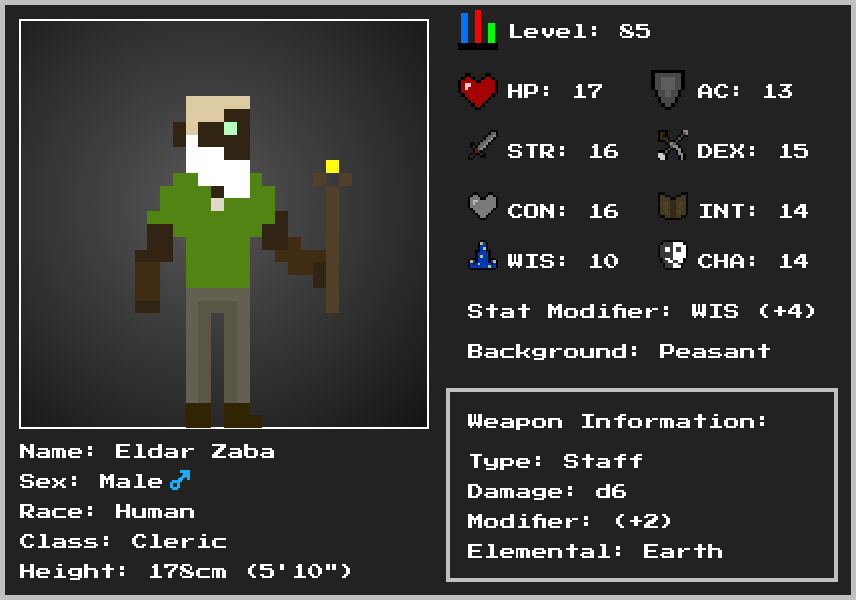 Level: 85
HP: 17 AC: 13
STR: 16 DEX: 15
CON: 16 INT: 14
WIS: 10 CHA: 14
Stat Modifier: WIS (+4)
Background: Peasant
Weapon Information:
Type: Staff
Damage: d6
Modifier: (+2)
Elemental: Earth
Name: Eldar Zaba
Sex: Male ♂
Race: Human
Class: Cleric
Height: 178cm (5'10")